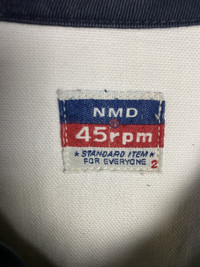 NMD
45rpm
★ STANDARD ITEM ★
FOR EVERYONE 2